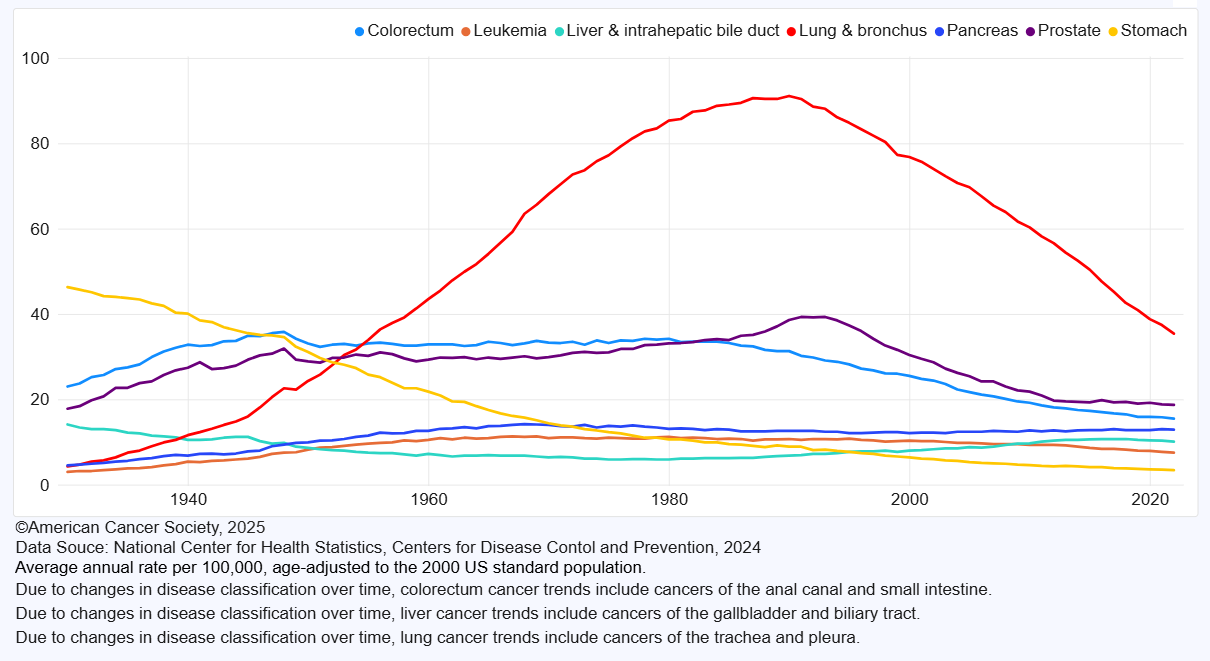 Colorectum Leukemia Liver & intrahepatic bile duct Lung & bronchus Pancreas Prostate Stomach
100
80
60
40
20
0
1940 1960 1980 2000 2020
©American Cancer Society, 2025
Data Souce: National Center for Health Statistics, Centers for Disease Contol and Prevention, 2024
Average annual rate per 100,000, age-adjusted to the 2000 US standard population.
Due to changes in disease classification over time, colorectum cancer trends include cancers of the anal canal and small intestine.
Due to changes in disease classification over time, liver cancer trends include cancers of the gallbladder and biliary tract.
Due to changes in disease classification over time, lung cancer trends include cancers of the trachea and pleura.